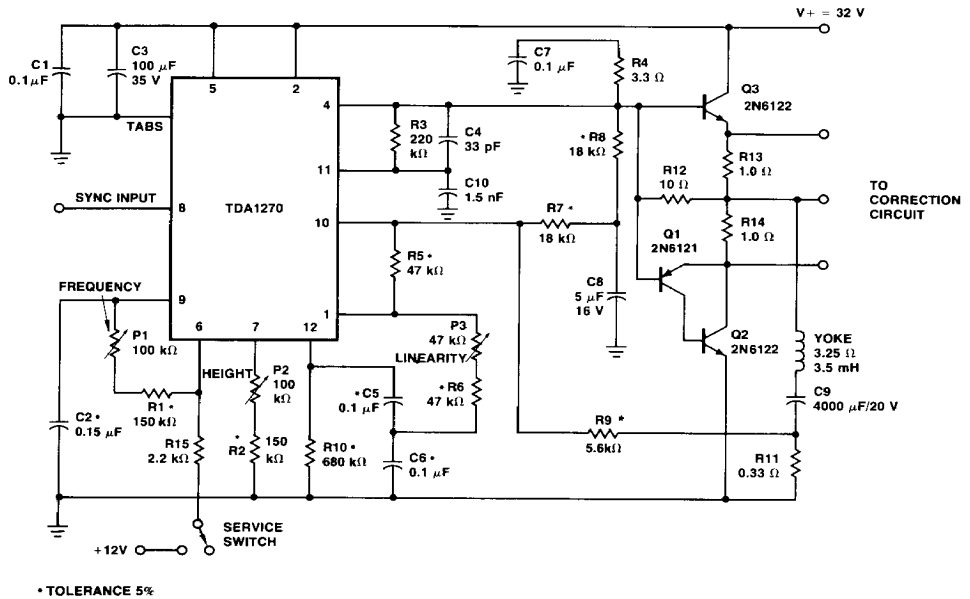 V+ = 32 V
C1
0.1 μF
C3
100 μF
35 V
5
2
C7
0.1 μF
R4
3.3 Ω
Q3
2N6122
TABS
4
R3
220
kΩ
C4
33 pF
* R8
18 kΩ
R13
1.0 Ω
11
C10
1.5 nF
R12
10 Ω
TO
CORRECTION
CIRCUIT
SYNC INPUT
8
TDA1270
10
R7 *
18 kΩ
R14
1.0 Ω
Q1
2N6121
R5 *
47 kΩ
FREQUENCY
9
1
C8
5 μF
16 V
P1
100 kΩ
6
7
12
P3
47 kΩ
LINEARITY
Q2
2N6122
YOKE
3.25 Ω
3.5 mH
HEIGHT
P2
100
kΩ
* C5
0.1 μF
* R6
47 kΩ
C9
4000 μF/20 V
R1 *
150 kΩ
C2 *
0.15 μF
R15
2.2 kΩ
*
R2
150
kΩ
R10 *
680 kΩ
C6 *
0.1 μF
R9 *
5.6kΩ
R11
0.33 Ω
SERVICE
SWITCH
+12V
* TOLERANCE 5%